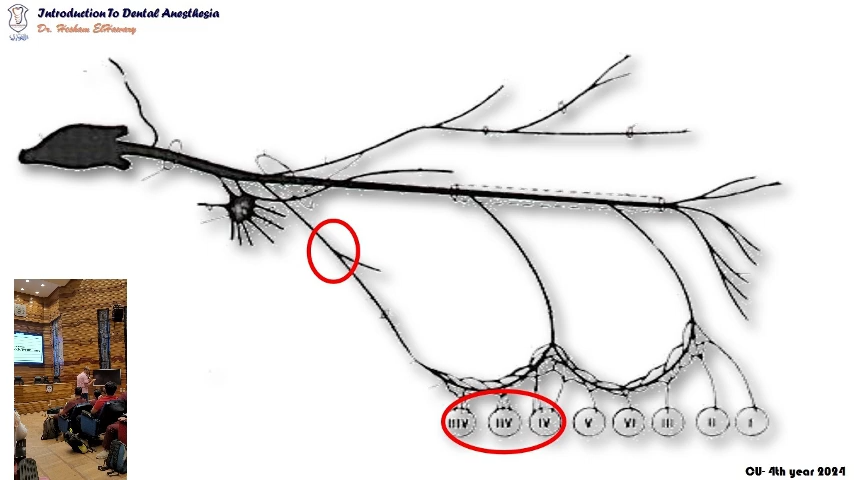 Introduction To Dental Anesthesia
Dr. Hesham ElHawary
IIIV IIV IV V VI III II I
CU- 4th year 2024